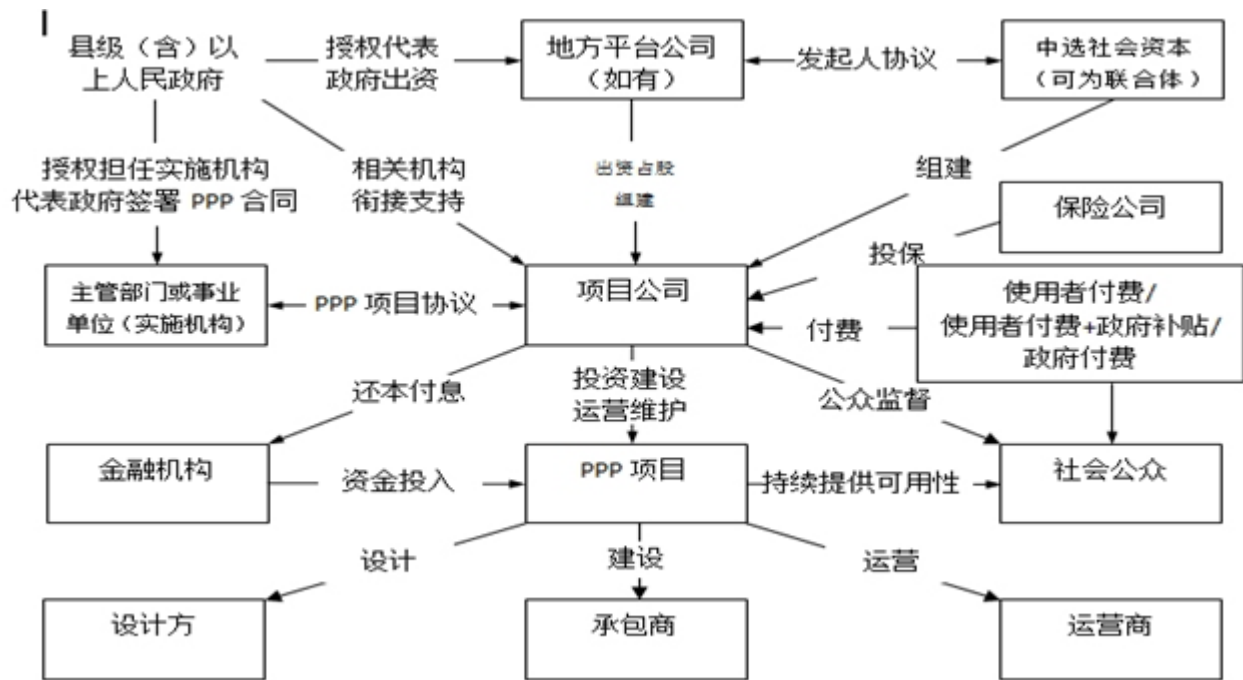 县级（含）以
上人民政府
授权代表
政府出资
地方平台公司
（如有）
发起人协议
中选社会资本
（可为联合体）
授权担任实施机构
代表政府签署 PPP 合同
相关机构
衔接支持
出资占股
组建
组建
保险公司
投保
主管部门或事业
单位（实施机构）
PPP 项目协议
项目公司
付费
使用者付费/
使用者付费+政府补贴/
政府付费
还本付息
投资建设
运营维护
公众监督
金融机构
资金投入
PPP 项目
持续提供可用性
社会公众
设计
建设
运营
设计方
承包商
运营商